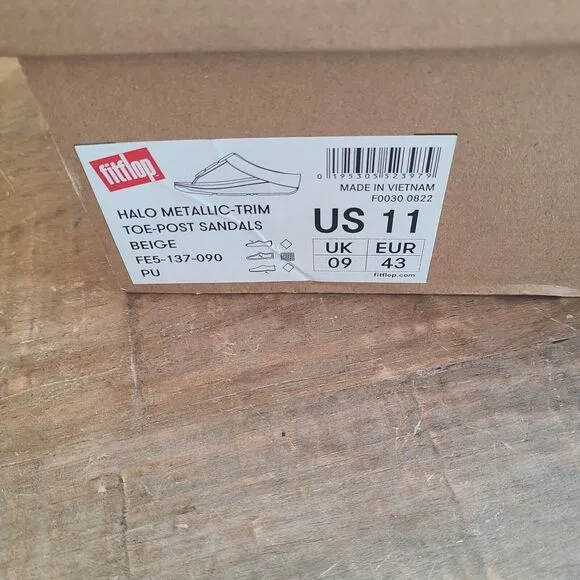 fitflop
HALO METALLIC-TRIM
TOE-POST SANDALS
BEIGE
FE5-137-090
PU
0 195305 523979
MADE IN VIETNAM
F0030 0822
US 11
UK EUR
09 43
fitflop.com